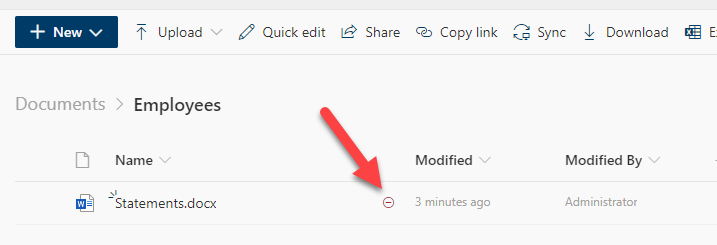 New Upload Quick edit Share Copy link Sync Download
Documents > Employees
Name Modified Modified By
W Statements.docx 3 minutes ago Administrator